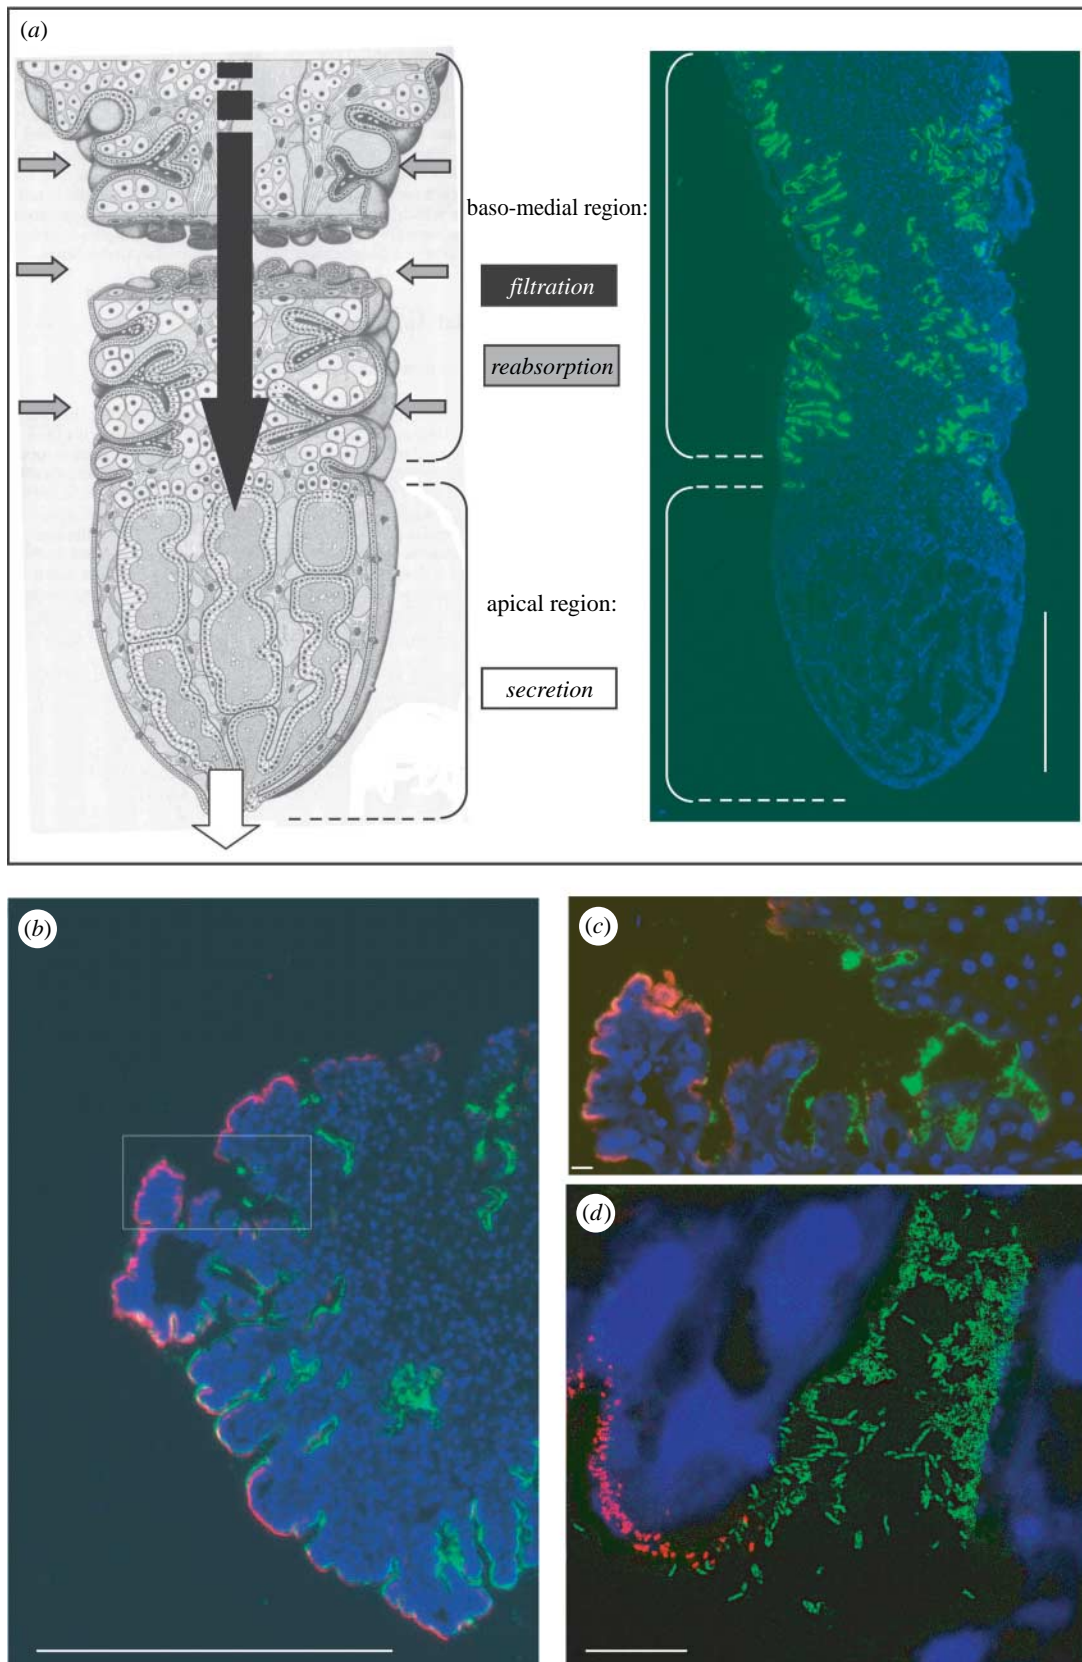 (a)
baso-medial region:
filtration
reabsorption
apical region:
secretion
(b)
(c)
(d)